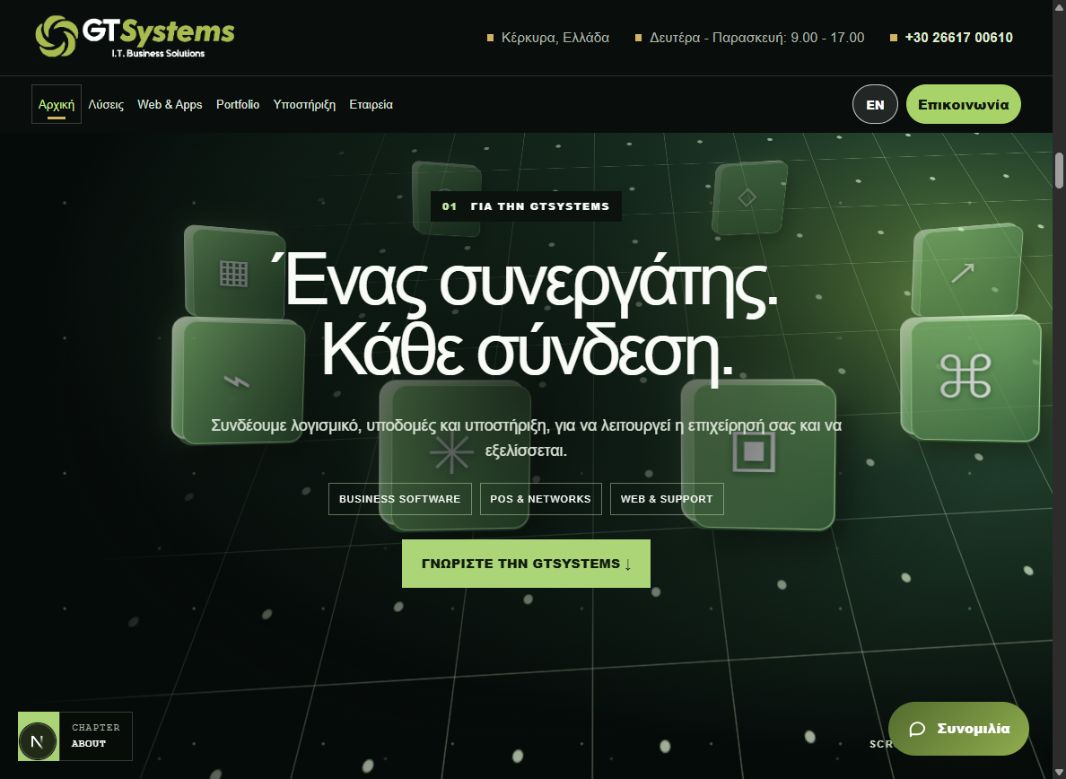 GTSystems
I.T. Business Solutions
Κέρκυρα, Ελλάδα
Δευτέρα - Παρασκευή: 9.00 - 17.00
+30 26617 00610
Αρχική
Λύσεις
Web & Apps
Portfolio
Υποστήριξη
Εταιρεία
EN
Επικοινωνία
01 ΓΙΑ ΤΗΝ GTSYSTEMS
Ένας συνεργάτης.
Κάθε σύνδεση.
Συνδέουμε λογισμικό, υποδομές και υποστήριξη, για να λειτουργεί η επιχείρησή σας και να
εξελίσσεται.
BUSINESS SOFTWARE
POS & NETWORKS
WEB & SUPPORT
ΓΝΩΡΙΣΤΕ ΤΗΝ GTSYSTEMS ↓
N
CHAPTER
ABOUT
Συνομιλία